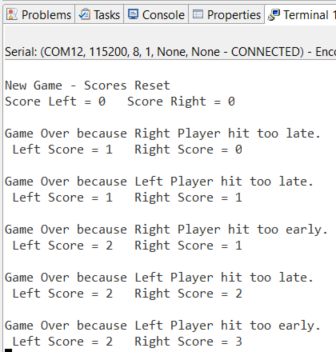 Problems Tasks Console Properties Terminal 1
Serial: (COM12, 115200, 8, 1, None, None - CONNECTED) - Enco
New Game - Scores Reset
Score Left = 0 Score Right = 0
Game Over because Right Player hit too late.
Left Score = 1 Right Score = 0
Game Over because Left Player hit too late.
Left Score = 1 Right Score = 1
Game Over because Right Player hit too early.
Left Score = 2 Right Score = 1
Game Over because Left Player hit too late.
Left Score = 2 Right Score = 2
Game Over because Left Player hit too early.
Left Score = 2 Right Score = 3